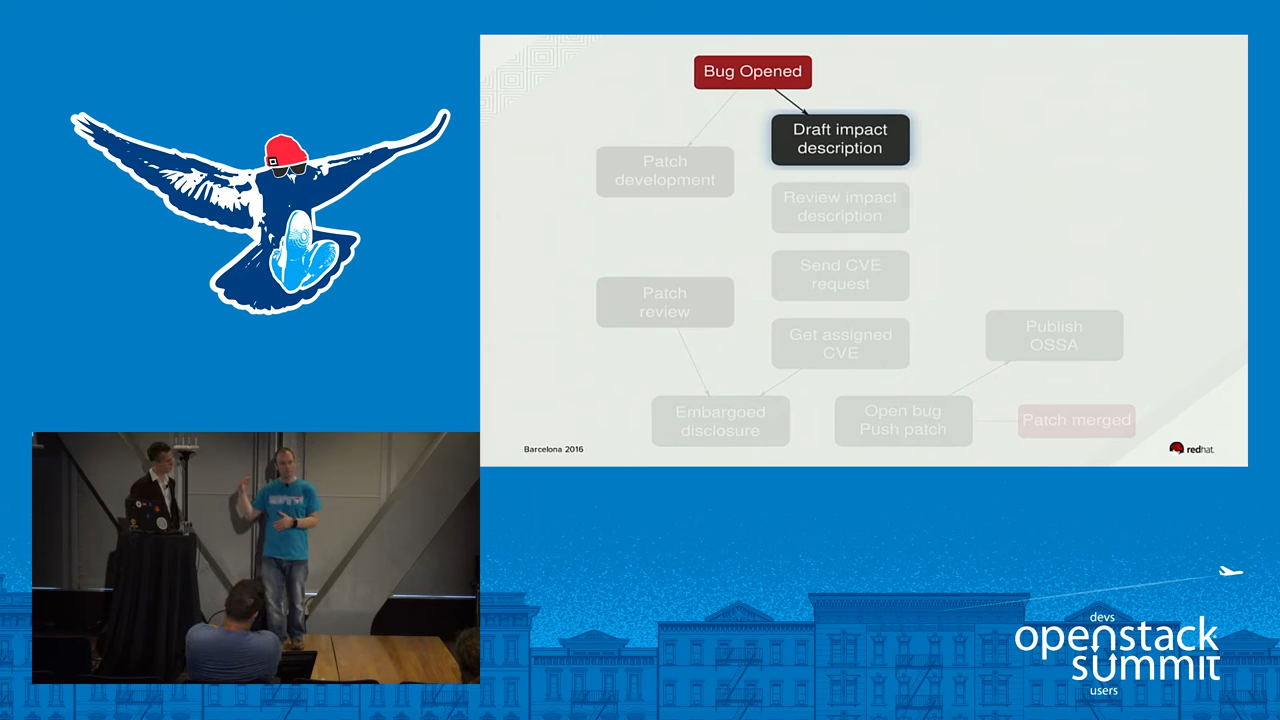 Bug Opened
Draft impact
description
Patch
development
Review impact
description
Send CVE
request
Patch
review
Get assigned
CVE
Publish
OSSA
Embargoed
disclosure
Open bug
Push patch
Patch merged
Barcelona 2016
redhat.
devs
openstack
summit
users